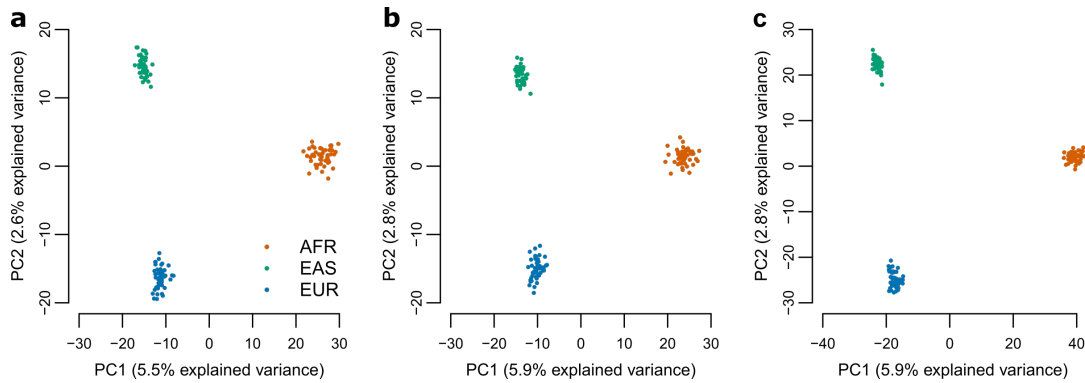 a
20
10
0
−10
−20
PC2 (2.6% explained variance)
AFR
EAS
EUR
−30 −20 −10 0 10 20 30
PC1 (5.5% explained variance)
b
20
10
0
−10
−20
PC2 (2.8% explained variance)
−30 −20 −10 0 10 20 30
PC1 (5.9% explained variance)
c
30
20
10
0
−10
−20
−30
PC2 (2.8% explained variance)
−40 −20 0 20 40
PC1 (5.9% explained variance)